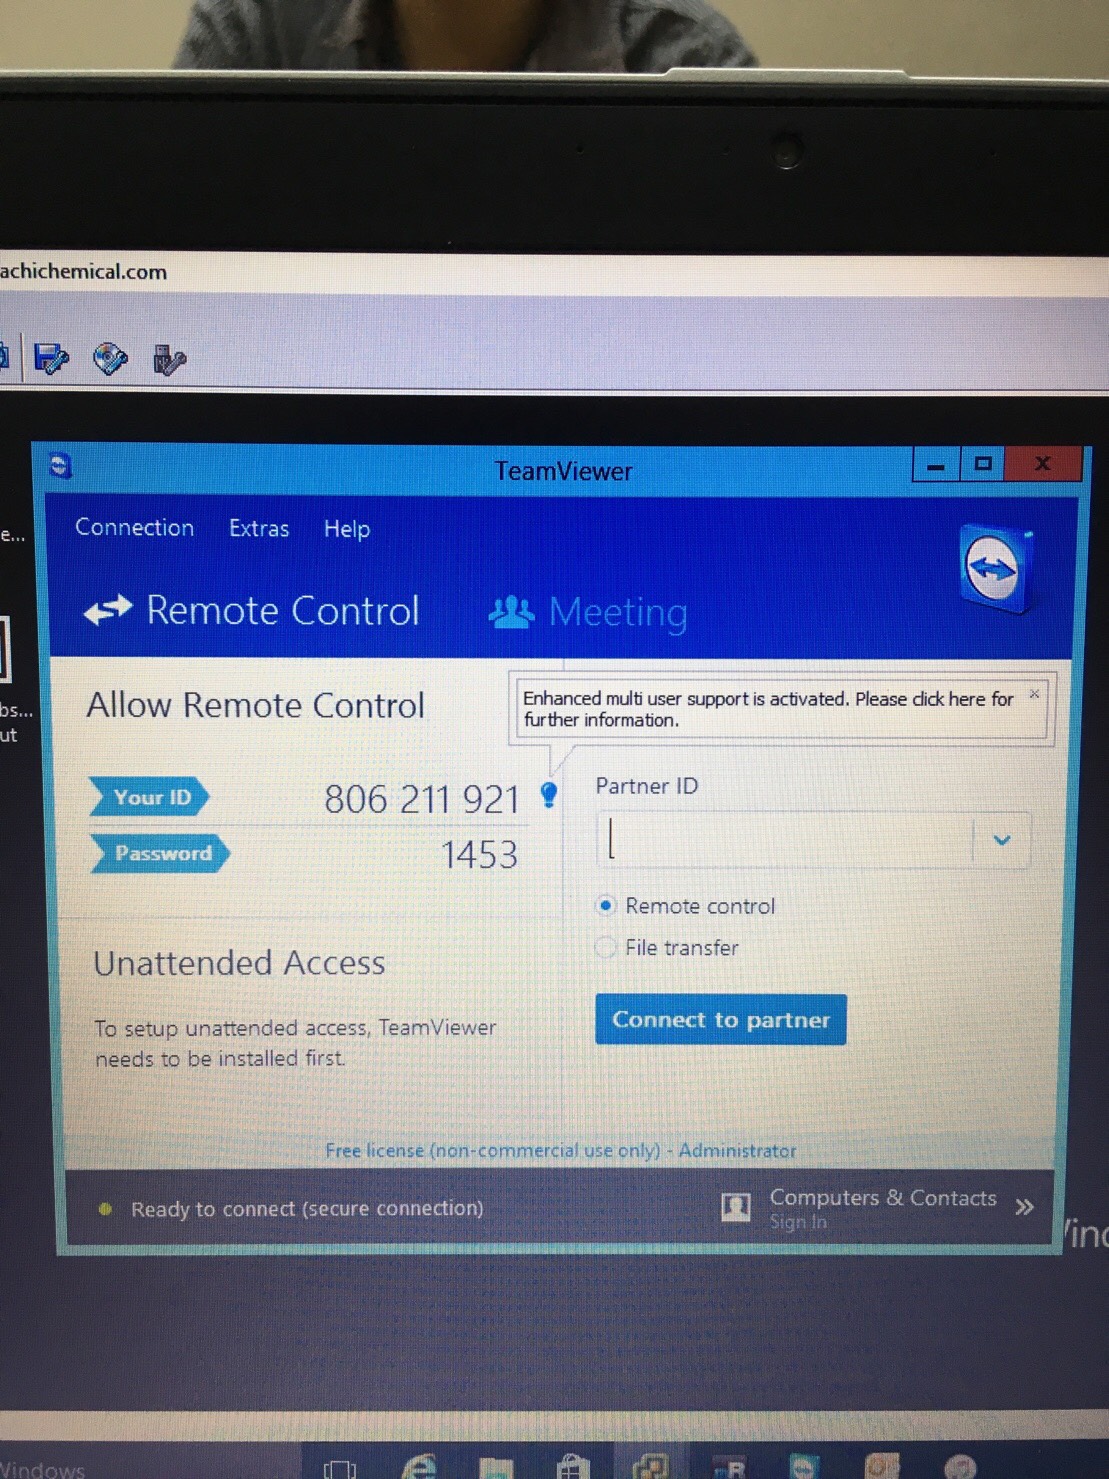 achichemical.com
TeamViewer
e...
Connection Extras Help
Remote Control Meeting
bs...
ut
Allow Remote Control
Enhanced multi user support is activated. Please click here for
further information.
Your ID 806 211 921
Password 1453
Partner ID
Remote control
File transfer
Connect to partner
Unattended Access
To setup unattended access, TeamViewer
needs to be installed first.
Free license (non-commercial use only) - Administrator
Ready to connect (secure connection)
Computers & Contacts
Sign In
Windows